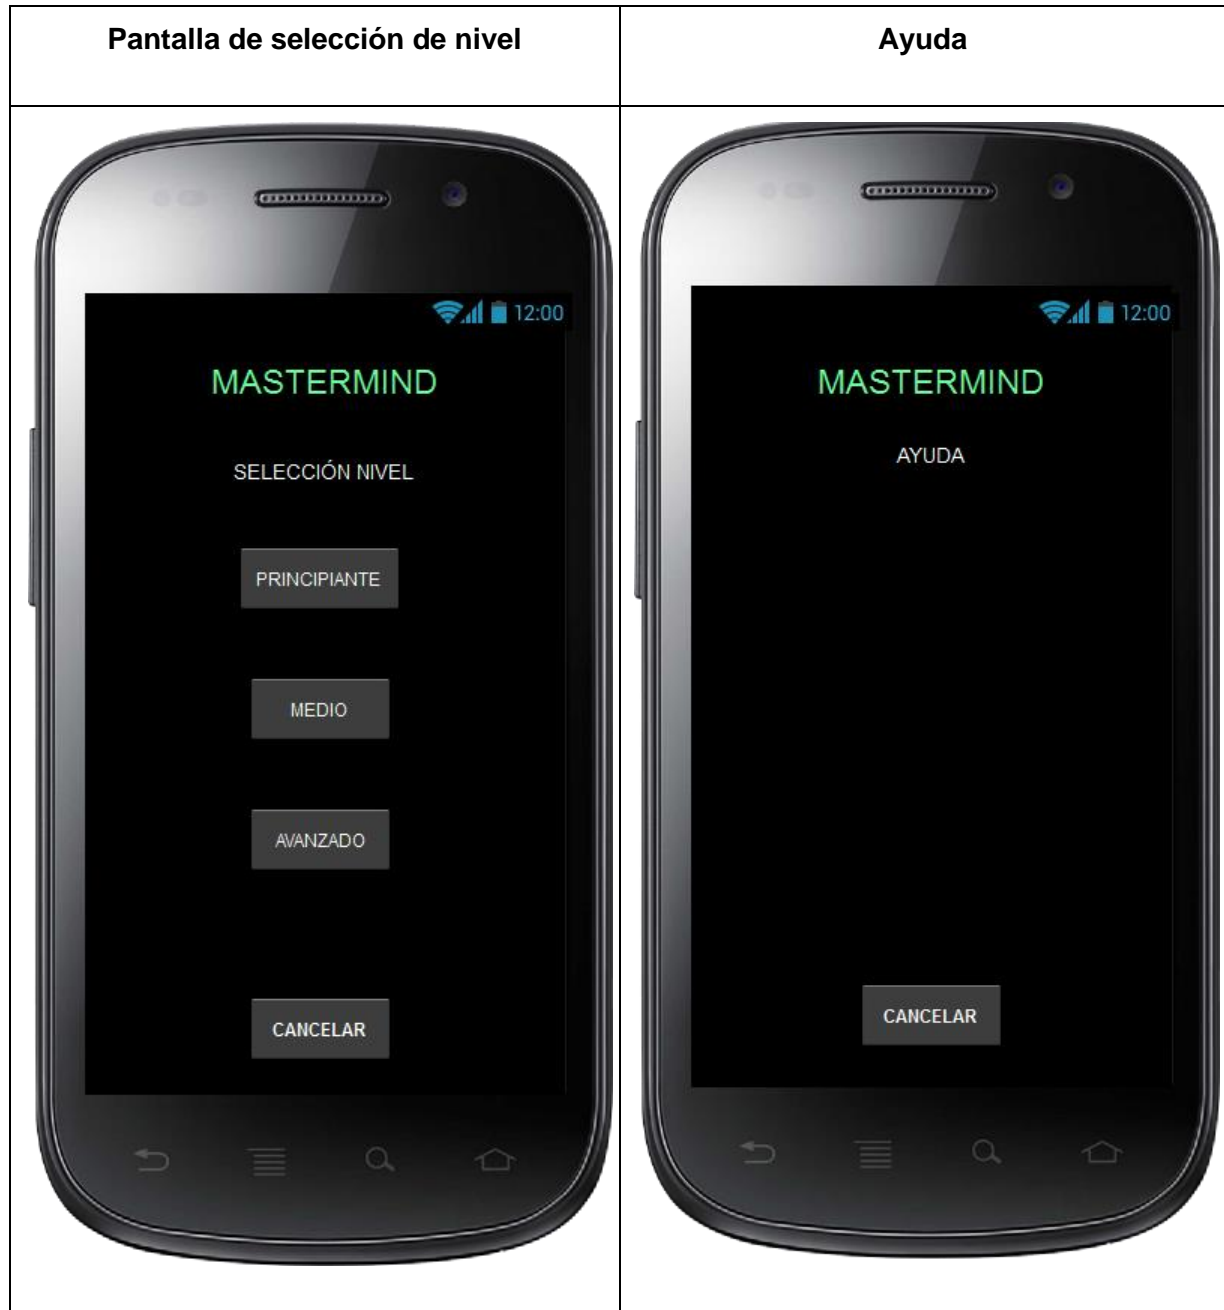 Pantalla de selección de nivel
Ayuda
12:00
MASTERMIND
SELECCIÓN NIVEL
PRINCIPIANTE
MEDIO
AVANZADO
CANCELAR
12:00
MASTERMIND
AYUDA
CANCELAR